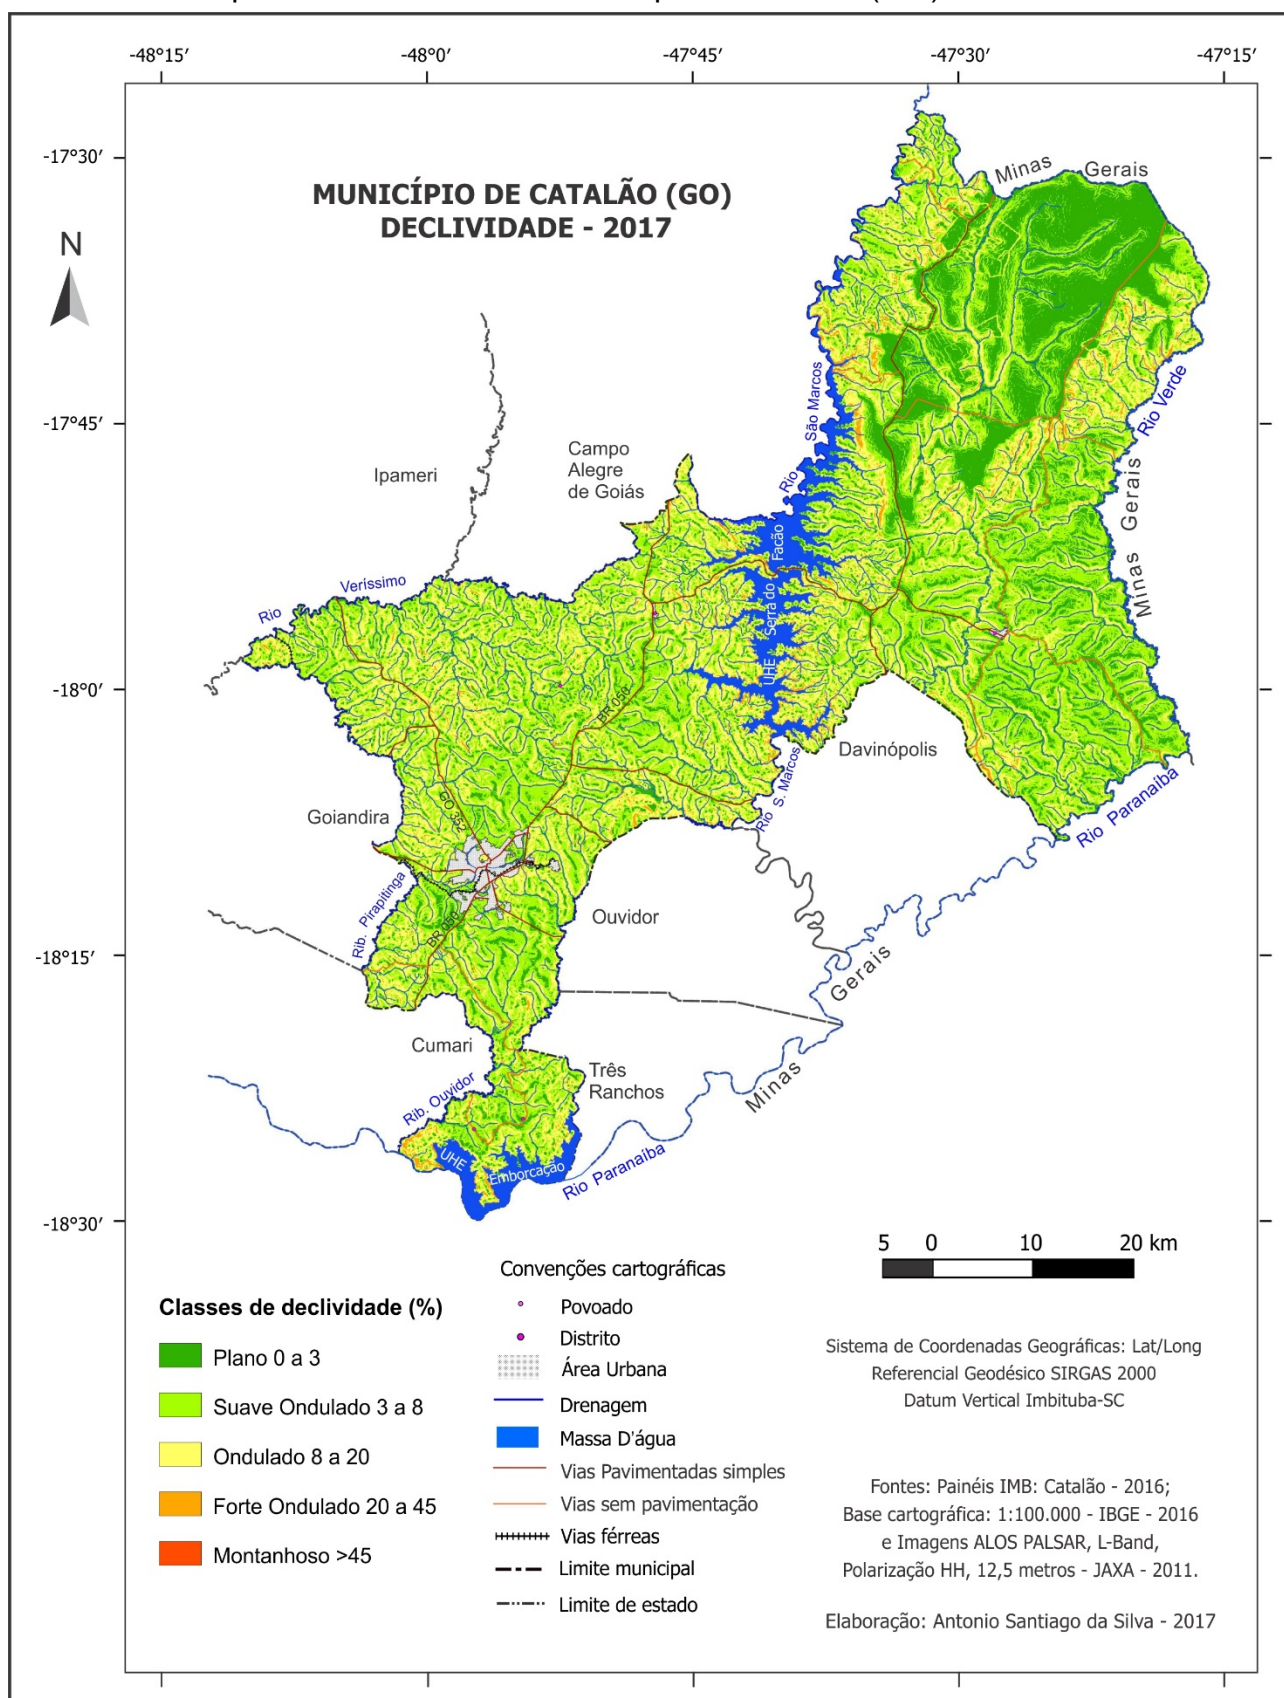 -48°15′
-48°0′
-47°45′
-47°30′
-47°15′
-17°30′
-17°45′
-18°0′
-18°15′
-18°30′
MUNICÍPIO DE CATALÃO (GO)
DECLIVIDADE - 2017
N
Minas Gerais
Rio São Marcos
Rio Verde
Minas Gerais
Campo
Alegre
de Goiás
Ipameri
Rio Veríssimo
UHE Serra do Facão
BR 050
Davinópolis
Rio S. Marcos
Rio Paranaíba
Goiandira
GO 352
Rib. Pirapitinga
BR 050
Ouvidor
Minas Gerais
Cumari
Três
Ranchos
Rib. Ouvidor
UHE Emborcação
Rio Paranaíba
5 0 10 20 km
Classes de declividade (%)
Plano 0 a 3
Suave Ondulado 3 a 8
Ondulado 8 a 20
Forte Ondulado 20 a 45
Montanhoso >45
Convenções cartográficas
Povoado
Distrito
Área Urbana
Drenagem
Massa D'água
Vias Pavimentadas simples
Vias sem pavimentação
Vias férreas
Limite municipal
Limite de estado
Sistema de Coordenadas Geográficas: Lat/Long
Referencial Geodésico SIRGAS 2000
Datum Vertical Imbituba-SC
Fontes: Painéis IMB: Catalão - 2016;
Base cartográfica: 1:100.000 - IBGE - 2016
e Imagens ALOS PALSAR, L-Band,
Polarização HH, 12,5 metros - JAXA - 2011.
Elaboração: Antonio Santiago da Silva - 2017